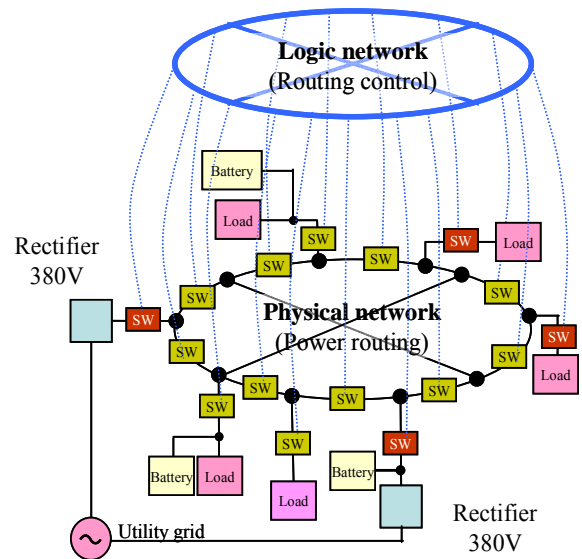 Logic network
(Routing control)
Battery
Load
SW
SW
Load
SW
SW
Rectifier
380V
SW
SW
SW
SW
Physical network
(Power routing)
SW
SW
SW
Load
SW
SW
SW
SW
SW
SW
SW
Battery
Load
Load
Battery
Utility grid
Rectifier
380V